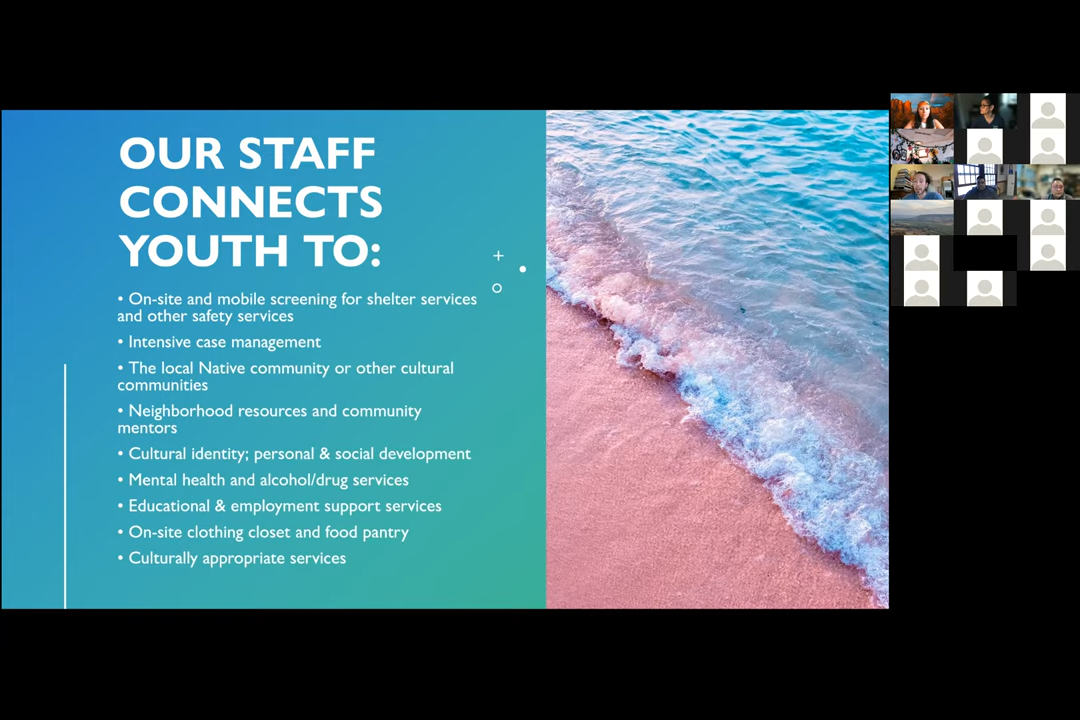 OUR STAFF
CONNECTS
YOUTH TO:
• On-site and mobile screening for shelter services
and other safety services
• Intensive case management
• The local Native community or other cultural
communities
• Neighborhood resources and community
mentors
• Cultural identity; personal & social development
• Mental health and alcohol/drug services
• Educational & employment support services
• On-site clothing closet and food pantry
• Culturally appropriate services